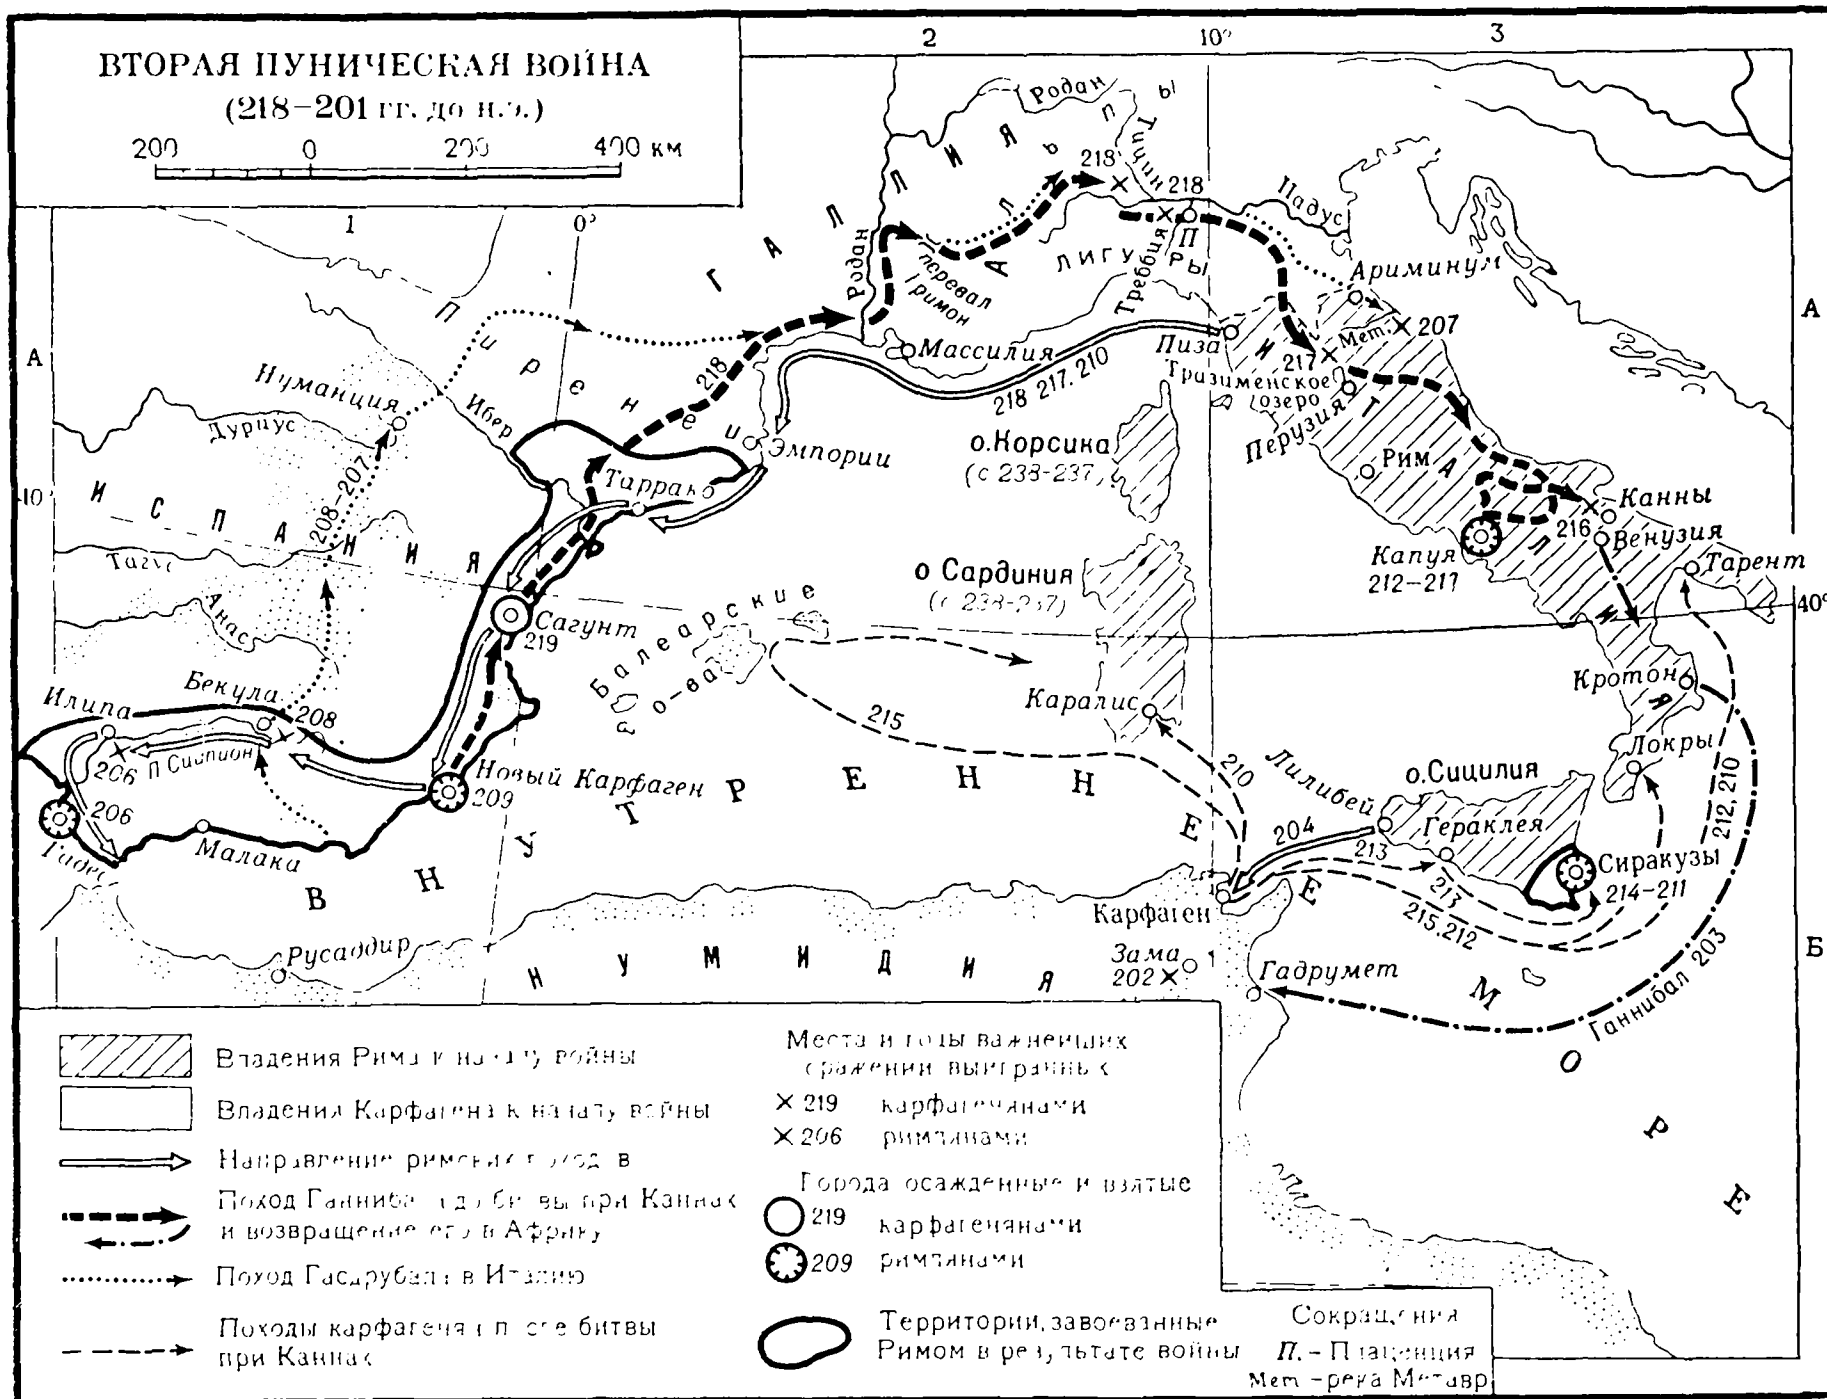 ВТОРАЯ ПУНИЧЕСКАЯ ВОЙНА
(218–201 гг. до н.э.)
200 0 200 400 км
2 10° 3
1 0°
А
А
Б
40°
ГАЛЛИЯ
Родан
Родан
АЛЬПЫ
Тицин
218
218
П
Падус
ЛИГУРЫ
Треббия
перевал
Ариминум
Мет.
207
217
Тразименское
озеро
Перузия
Пиза
ИТАЛИЯ
Рим
Массилия
218 217, 210
218
Пиренеи
Ибер
Нуманция
Дуриус
208–207
ИСПАНИЯ
Тагус
Анас
Эмпории
Тарракo
о.Корсика
(с 238-237)
о Сардиния
(с 238-237)
Каралис
Балеарские
о-ва
Сагунт
219
Канны
216
Венузия
Капуя
212–211
Тарент
Кротон
Локры
Илипа
Бекула
208
206
П Сципион
206
Гадес
Малака
Новый Карфаген
209
215
210
Лилибей
о.Сицилия
Гераклея
Сиракузы
214–211
204
213
213
215,212
212, 210
Ганнибал 203
Карфаген
Зама
202
Гадрумет
Русаддир
НУМИДИЯ
ВНУТРЕННЕЕ МОРЕ
Владения Рима к началу войны
Владения Карфагена к началу войны
Направление римских походов
Поход Ганнибала до битвы при Каннах
и возвращение его в Африку
Поход Гасдрубала в Италию
Походы карфагенян после битвы
при Каннах
Места и годы важнейших
сражений выигранных
219 карфагенянами
206 римлянами
Города осажденные и взятые
219 карфагенянами
209 римлянами
Территории, завоеванные
Римом в результате войны
Сокращения
П. – Плаценция
Мет – река Метавр